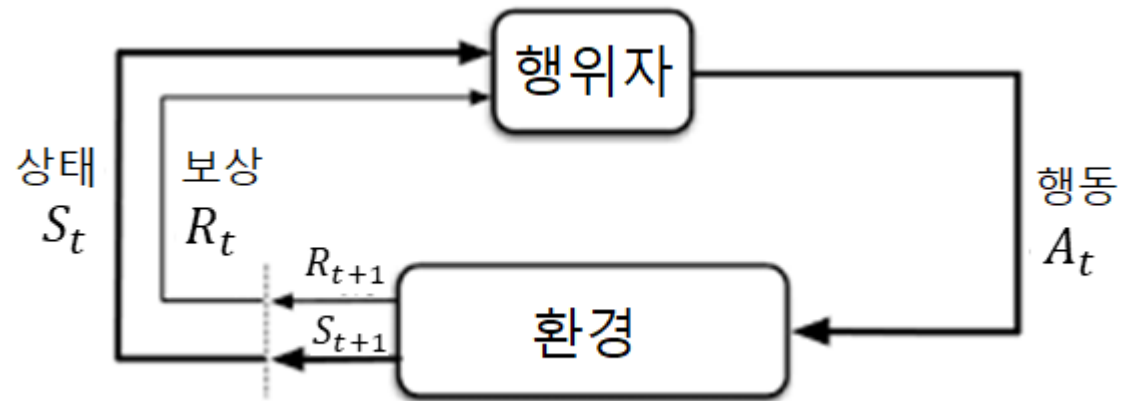 행위자
상태
S_t
보상
R_t
행동
A_t
R_{t+1}
S_{t+1}
환경